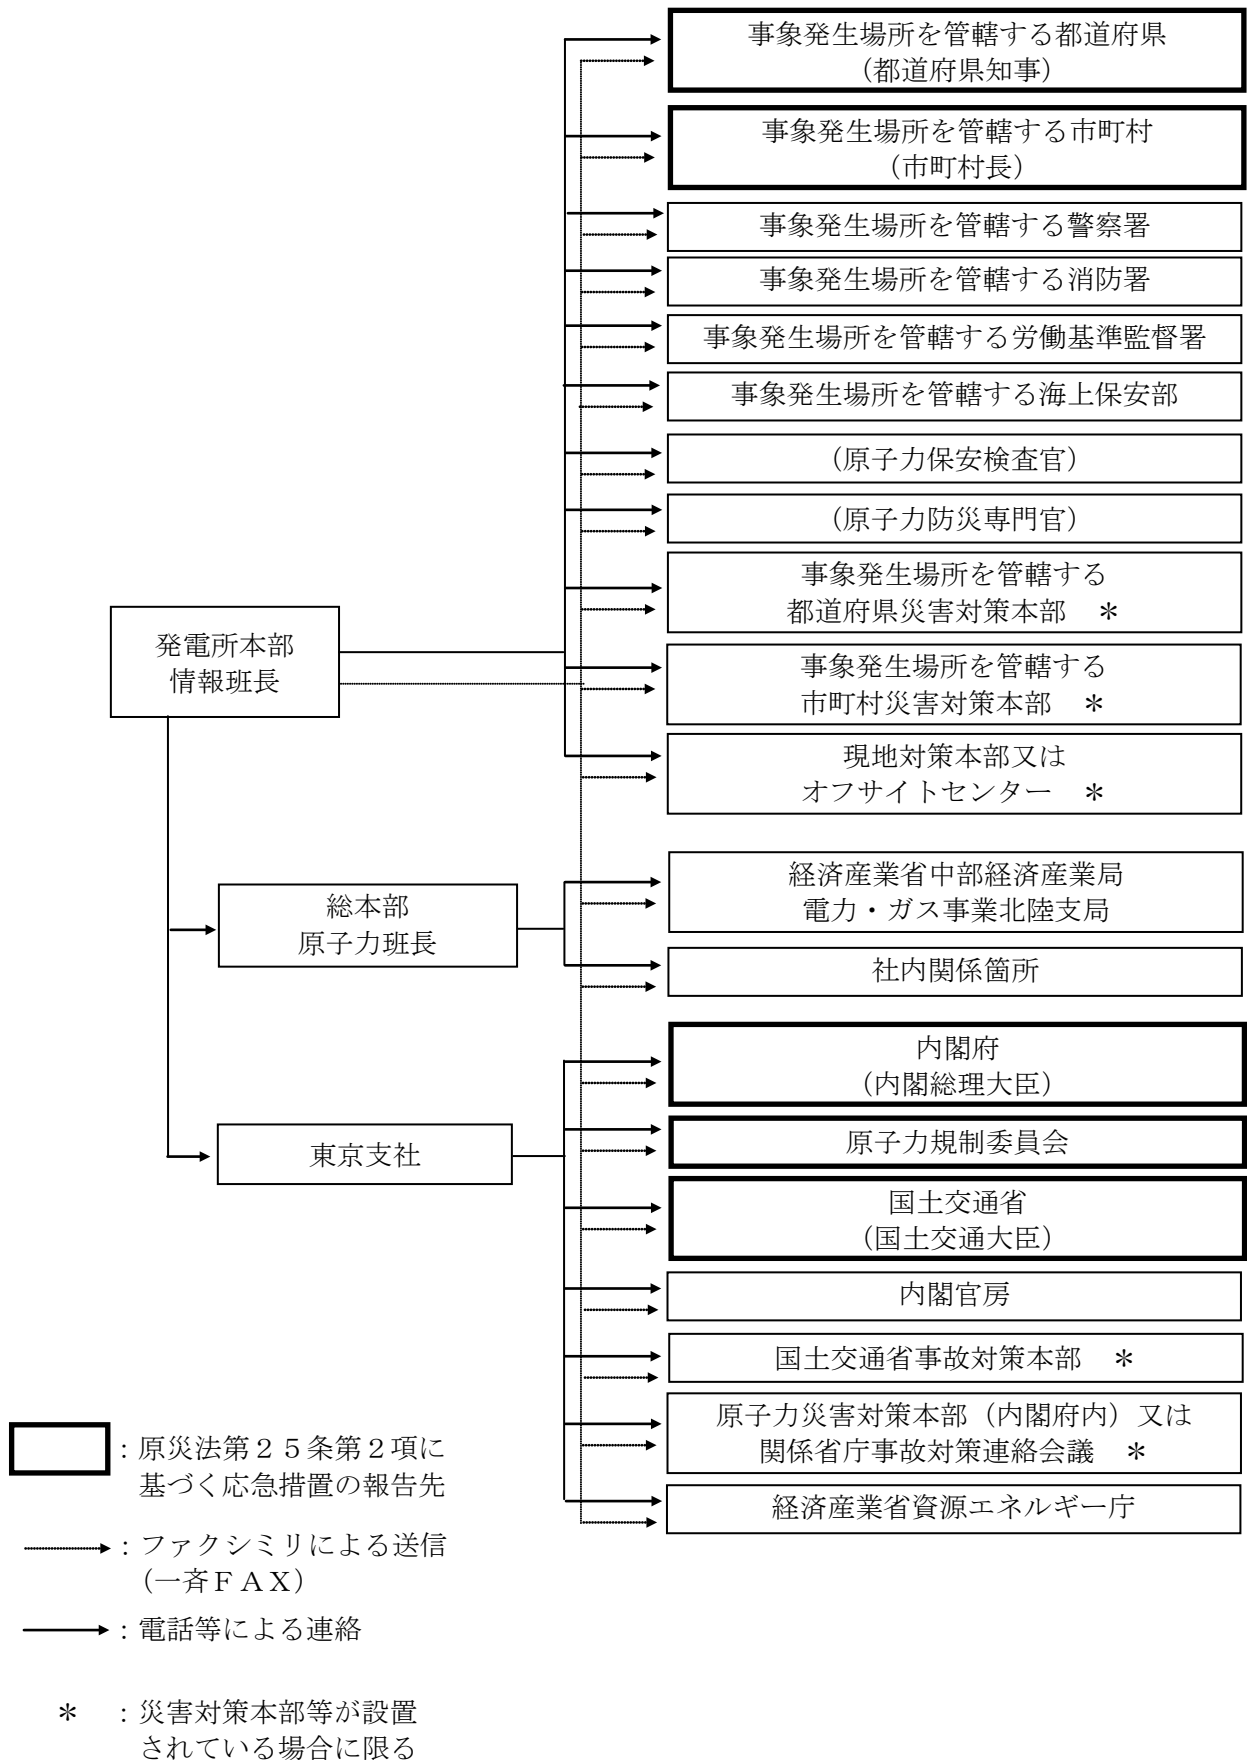 事象発生場所を管轄する都道府県
（都道府県知事）
事象発生場所を管轄する市町村
（市町村長）
事象発生場所を管轄する警察署
事象発生場所を管轄する消防署
事象発生場所を管轄する労働基準監督署
事象発生場所を管轄する海上保安部
（原子力保安検査官）
（原子力防災専門官）
事象発生場所を管轄する
都道府県災害対策本部　＊
発電所本部
情報班長
事象発生場所を管轄する
市町村災害対策本部　＊
現地対策本部又は
オフサイトセンター　＊
総本部
原子力班長
経済産業省中部経済産業局
電力・ガス事業北陸支局
社内関係箇所
内閣府
（内閣総理大臣）
東京支社
原子力規制委員会
国土交通省
（国土交通大臣）
内閣官房
国土交通省事故対策本部　＊
原子力災害対策本部（内閣府内）又は
関係省庁事故対策連絡会議　＊
経済産業省資源エネルギー庁
：原災法第２５条第２項に
基づく応急措置の報告先
：ファクシミリによる送信
（一斉ＦＡＸ）
：電話等による連絡
＊　：災害対策本部等が設置
されている場合に限る